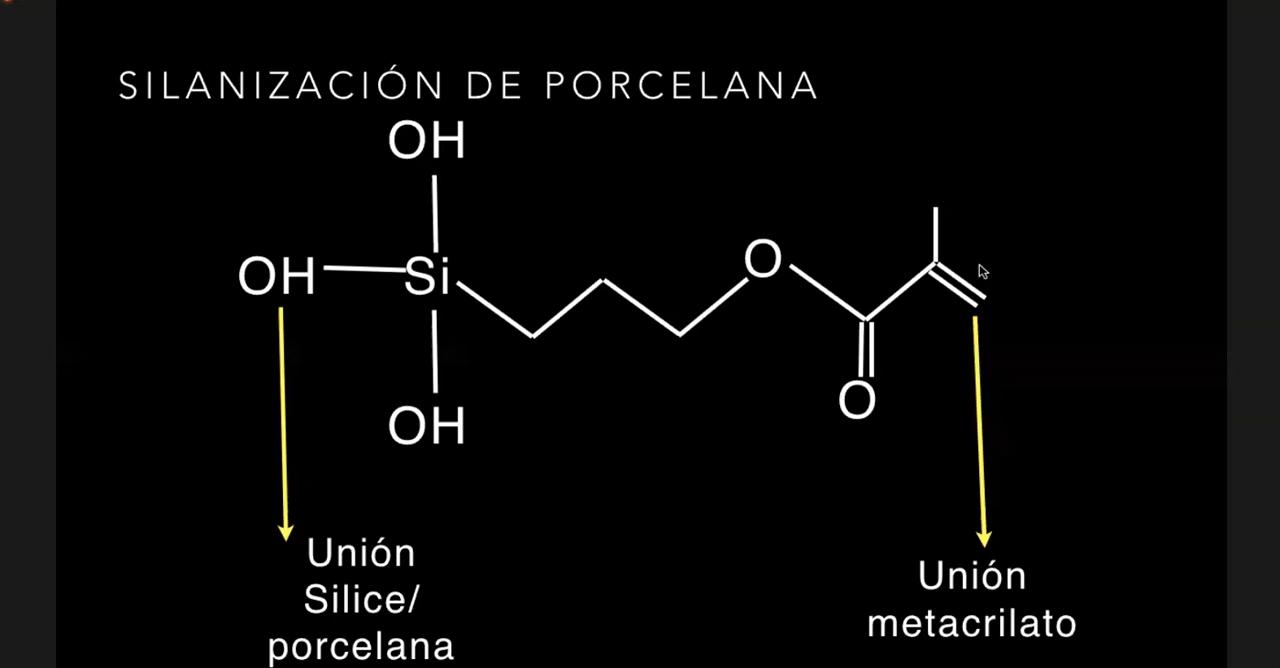 SILANIZACIÓN DE PORCELANA
OH
OH Si
O
O
OH
Unión
Silice/
porcelana
Unión
metacrilato